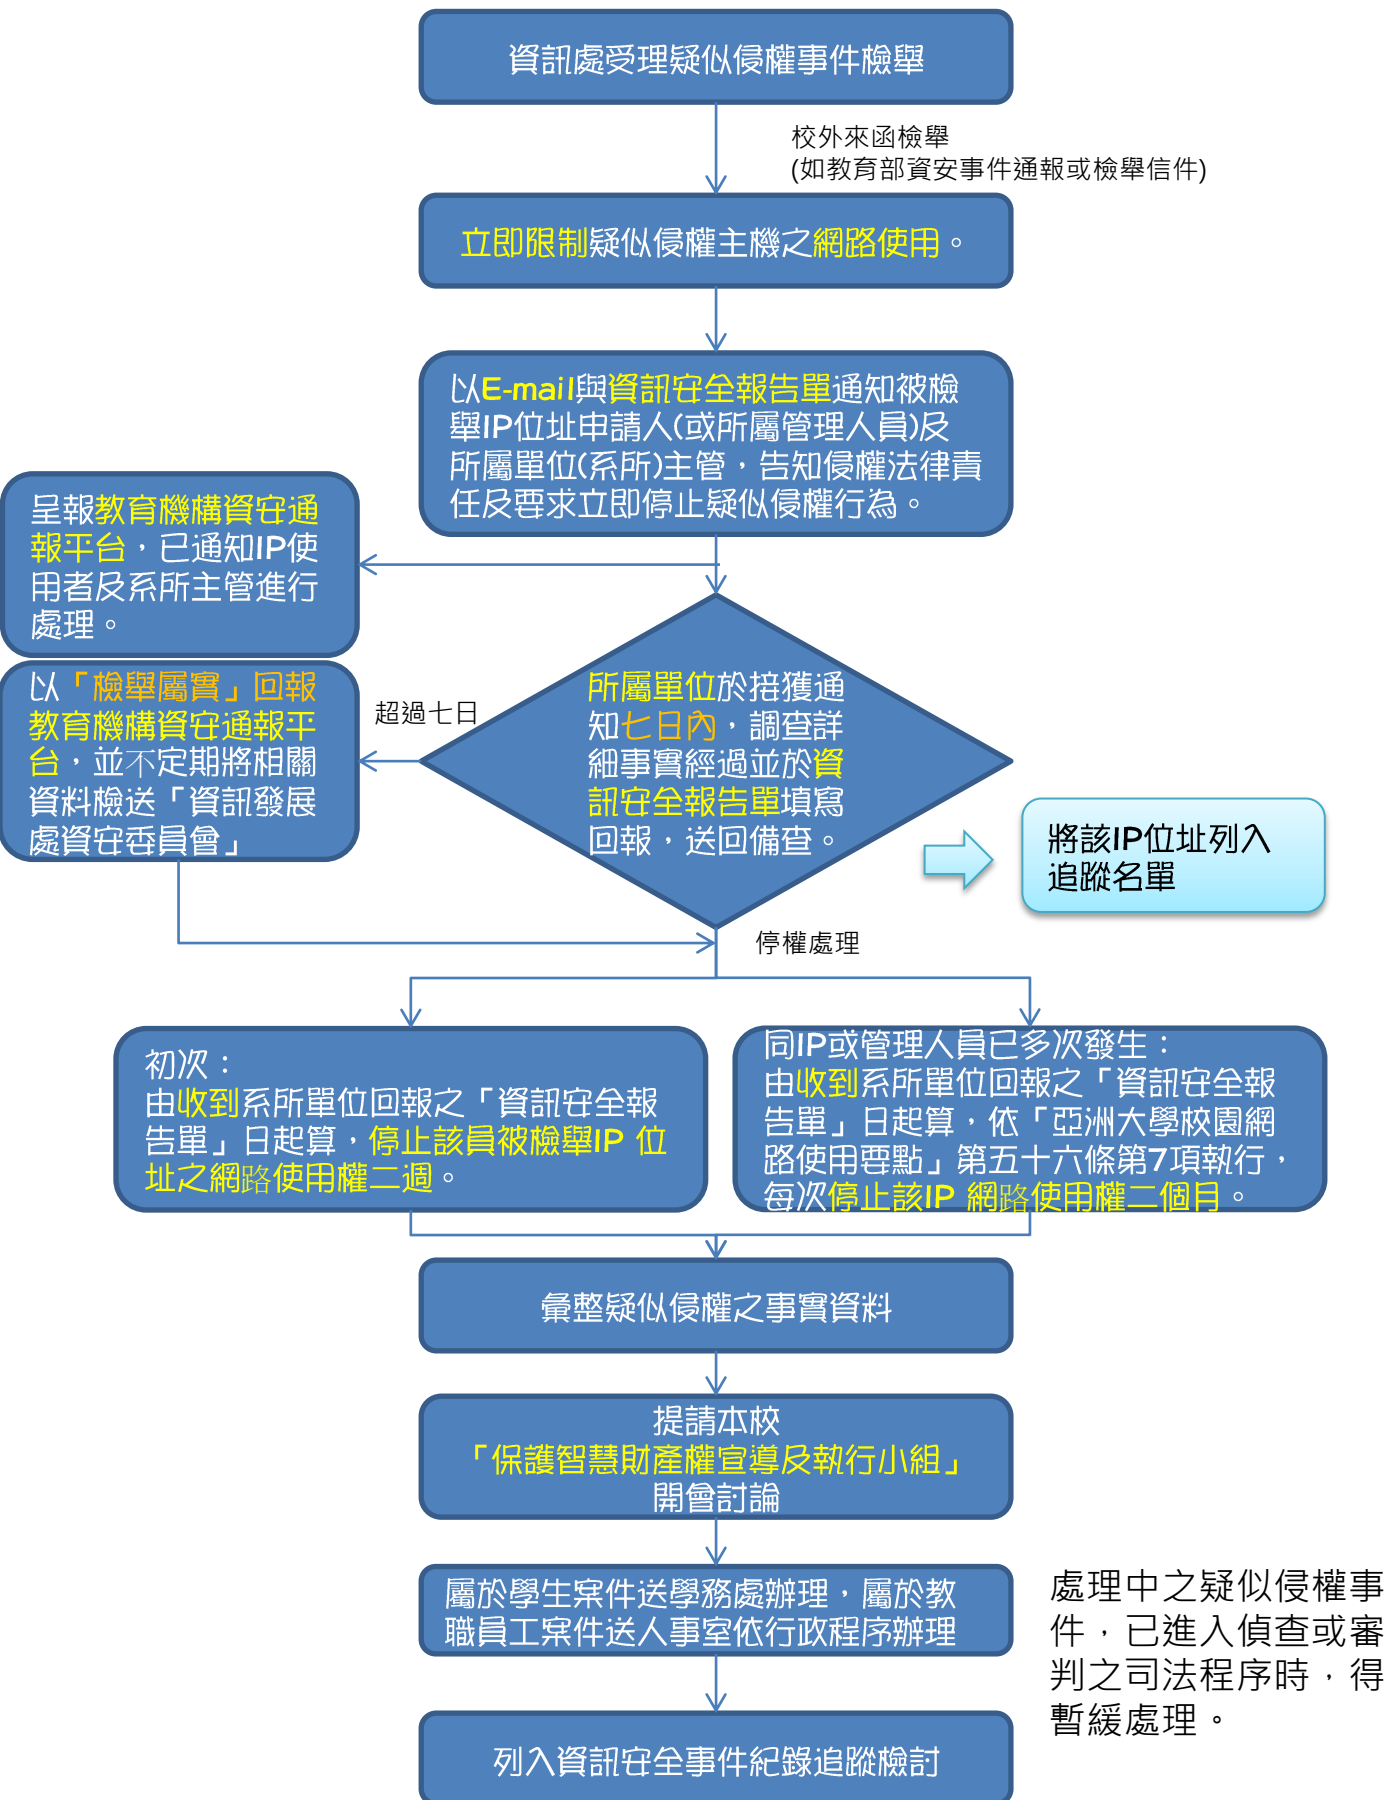 資訊處受理疑似侵權事件檢舉
校外來函檢舉
(如教育部資安事件通報或檢舉信件)
立即限制疑似侵權主機之網路使用。
以E-mail與資訊安全報告單通知被檢
舉IP位址申請人(或所屬管理人員)及
所屬單位(系所)主管，告知侵權法律責
任及要求立即停止疑似侵權行為。
呈報教育機構資安通
報平台，已通知IP使
用者及系所主管進行
處理。
以「檢舉屬實」回報
教育機構資安通報平
台，並不定期將相關
資料檢送「資訊發展
處資安委員會」
超過七日
所屬單位於接獲通
知七日內，調查詳
細事實經過並於資
訊安全報告單填寫
回報，送回備查。
將該IP位址列入
追蹤名單
停權處理
初次：
由收到系所單位回報之「資訊安全報
告單」日起算，停止該員被檢舉IP 位
址之網路使用權二週。
同IP或管理人員已多次發生：
由收到系所單位回報之「資訊安全報
告單」日起算，依「亞洲大學校園網
路使用要點」第五十六條第7項執行，
每次停止該IP 網路使用權二個月。
彙整疑似侵權之事實資料
提請本校
「保護智慧財產權宣導及執行小組」
開會討論
屬於學生案件送學務處辦理，屬於教
職員工案件送人事室依行政程序辦理
處理中之疑似侵權事
件，已進入偵查或審
判之司法程序時，得
暫緩處理。
列入資訊安全事件紀錄追蹤檢討